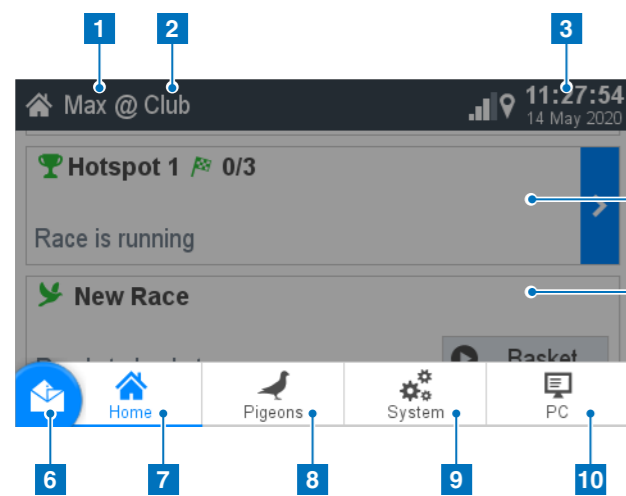 1 2 3
Max @ Club 11:27:54
14 May 2020
Hotspot 1 0/3
Race is running
New Race
Basket
Home Pigeons System PC
6 7 8 9 10